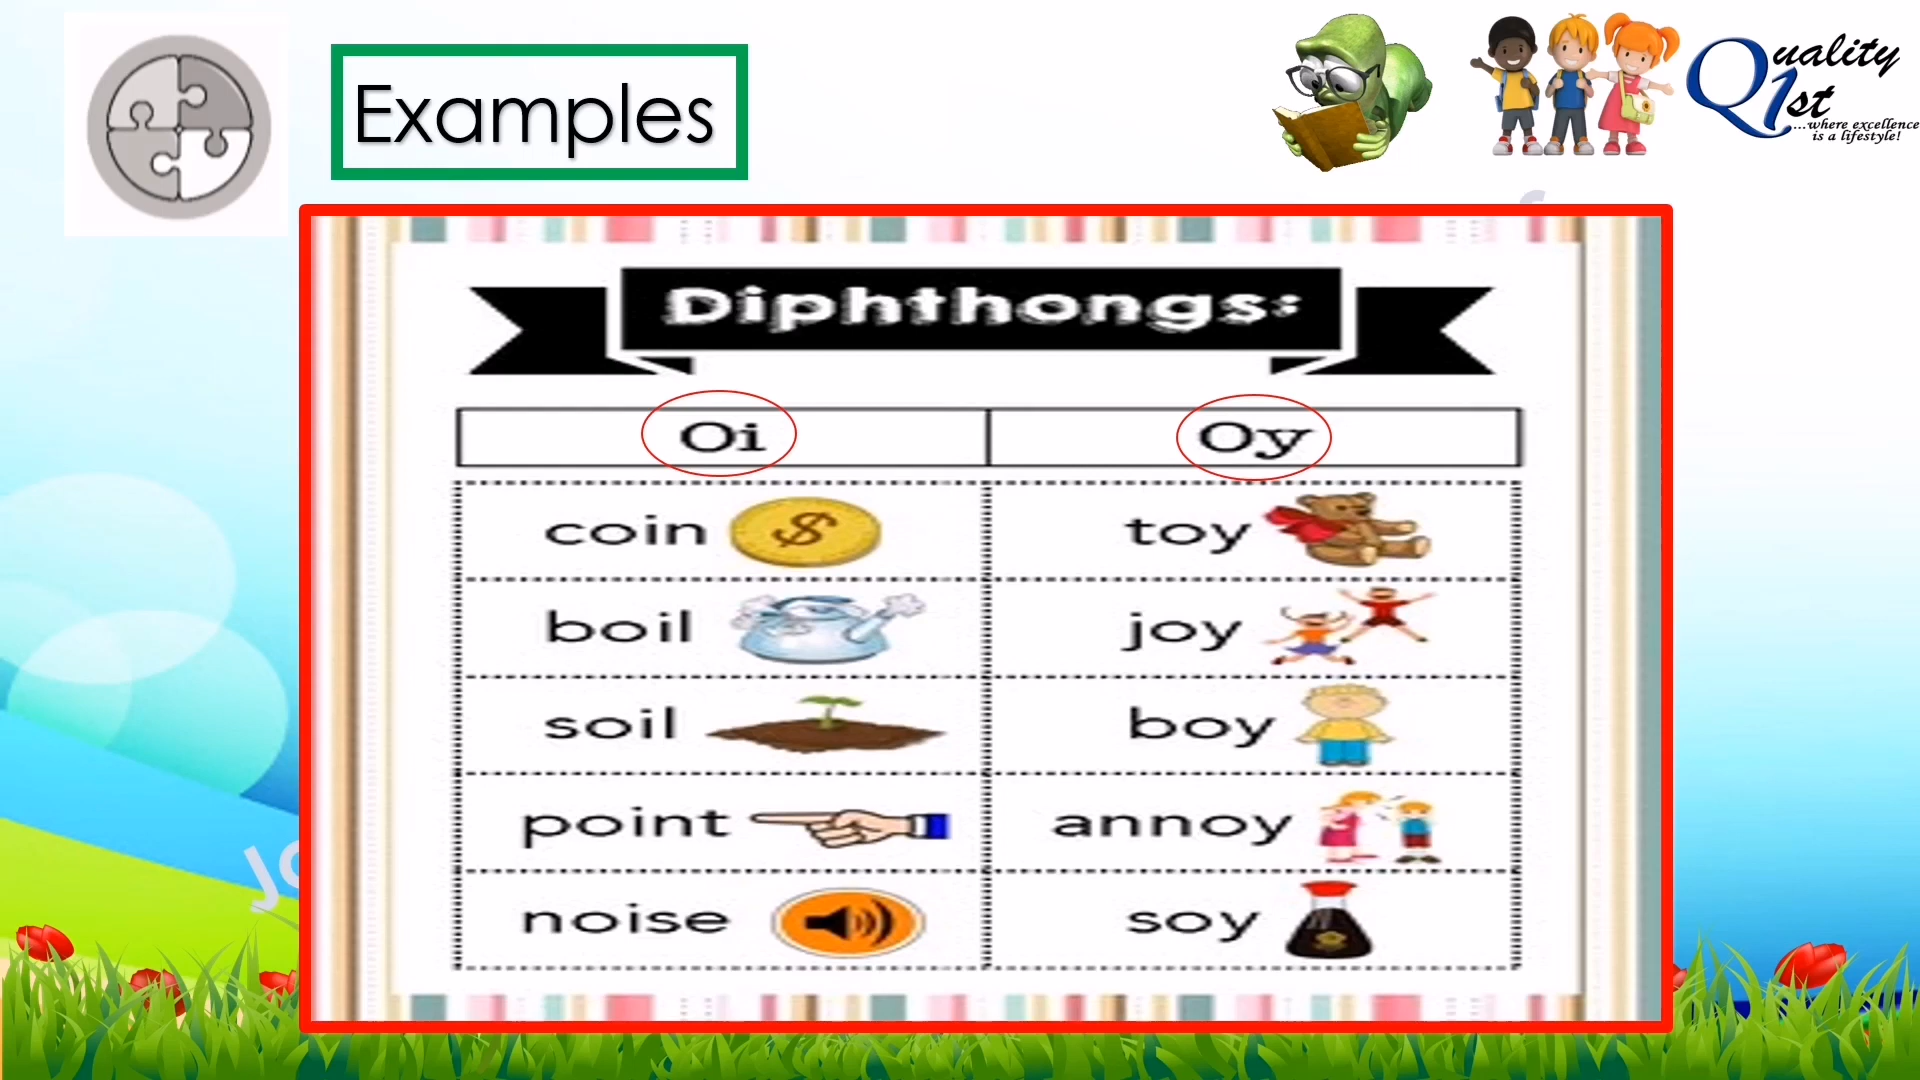 Examples
Quality
1st
...where excellence
is a lifestyle!
Diphthongs:
Oi Oy
coin $ toy
boil joy
soil boy
point annoy
noise soy